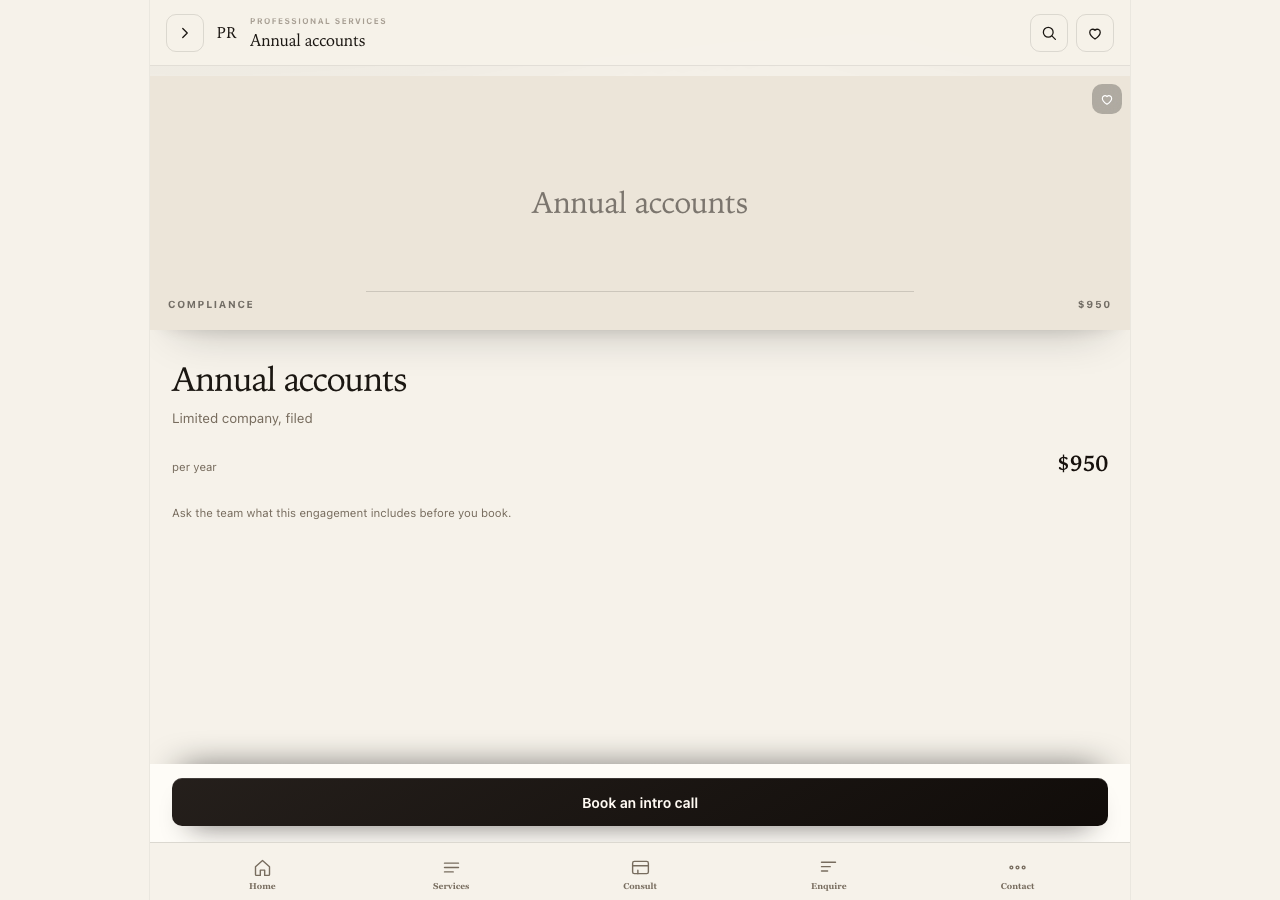 PR
PROFESSIONAL SERVICES
Annual accounts
Annual accounts
COMPLIANCE
$950
Annual accounts
Limited company, filed
per year
$950
Ask the team what this engagement includes before you book.
Book an intro call
Home
Services
Consult
Enquire
Contact